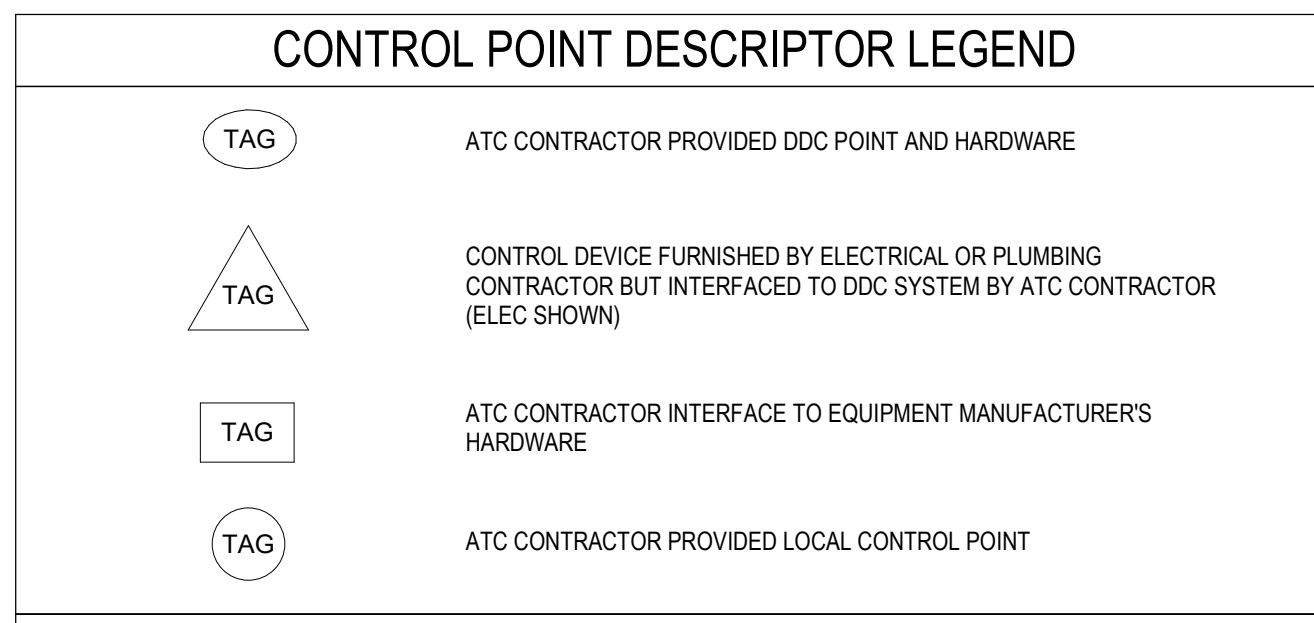 CONTROL POINT DESCRIPTOR LEGEND
TAG
ATC CONTRACTOR PROVIDED DDC POINT AND HARDWARE
TAG
CONTROL DEVICE FURNISHED BY ELECTRICAL OR PLUMBING
CONTRACTOR BUT INTERFACED TO DDC SYSTEM BY ATC CONTRACTOR
(ELEC SHOWN)
TAG
ATC CONTRACTOR INTERFACE TO EQUIPMENT MANUFACTURER'S
HARDWARE
TAG
ATC CONTRACTOR PROVIDED LOCAL CONTROL POINT